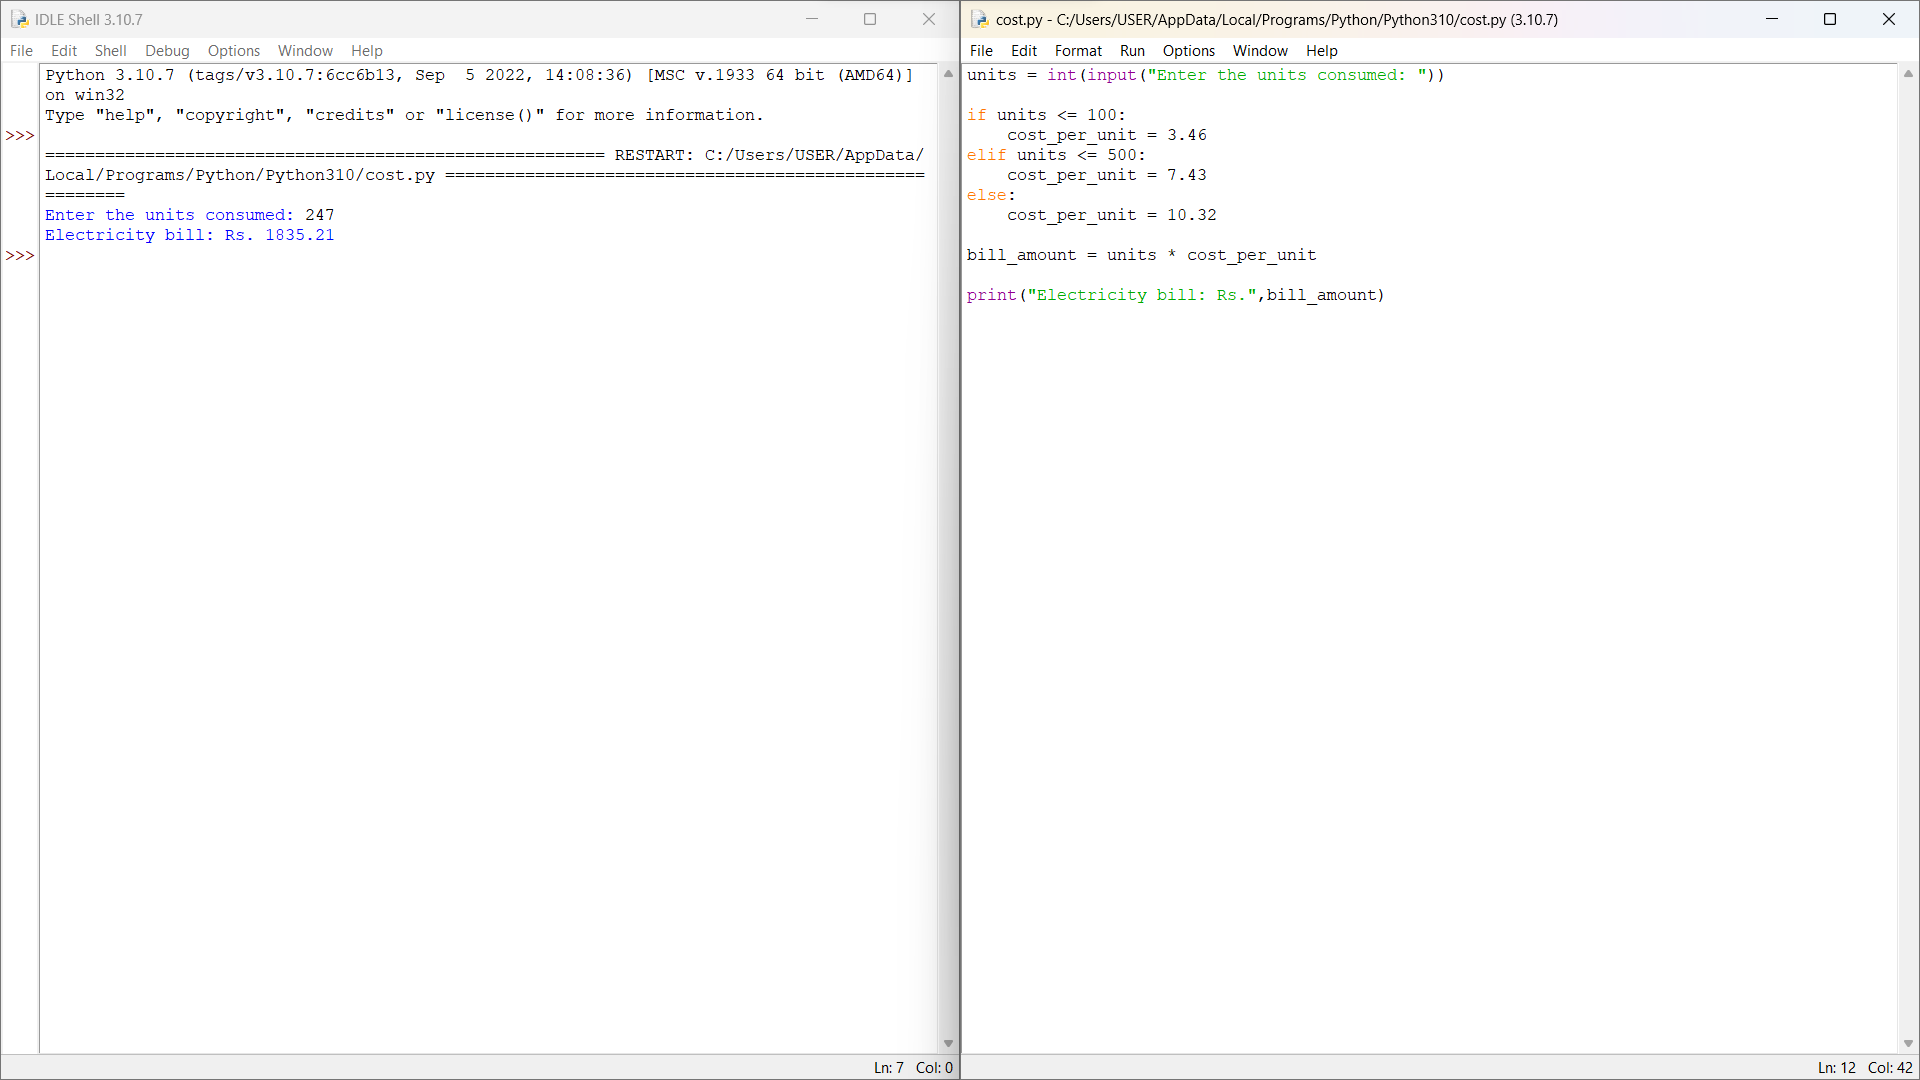 IDLE Shell 3.10.7
File Edit Shell Debug Options Window Help
Python 3.10.7 (tags/v3.10.7:6cc6b13, Sep  5 2022, 14:08:36) [MSC v.1933 64 bit (AMD64)]
on win32
Type "help", "copyright", "credits" or "license()" for more information.
>>>
======================================================== RESTART: C:/Users/USER/AppData/
Local/Programs/Python/Python310/cost.py ================================================
========
Enter the units consumed: 247
Electricity bill: Rs. 1835.21
>>>
Ln: 7 Col: 0
cost.py - C:/Users/USER/AppData/Local/Programs/Python/Python310/cost.py (3.10.7)
File Edit Format Run Options Window Help
units = int(input("Enter the units consumed: "))
if units <= 100:
    cost_per_unit = 3.46
elif units <= 500:
    cost_per_unit = 7.43
else:
    cost_per_unit = 10.32
bill_amount = units * cost_per_unit
print("Electricity bill: Rs.",bill_amount)
Ln: 12 Col: 42